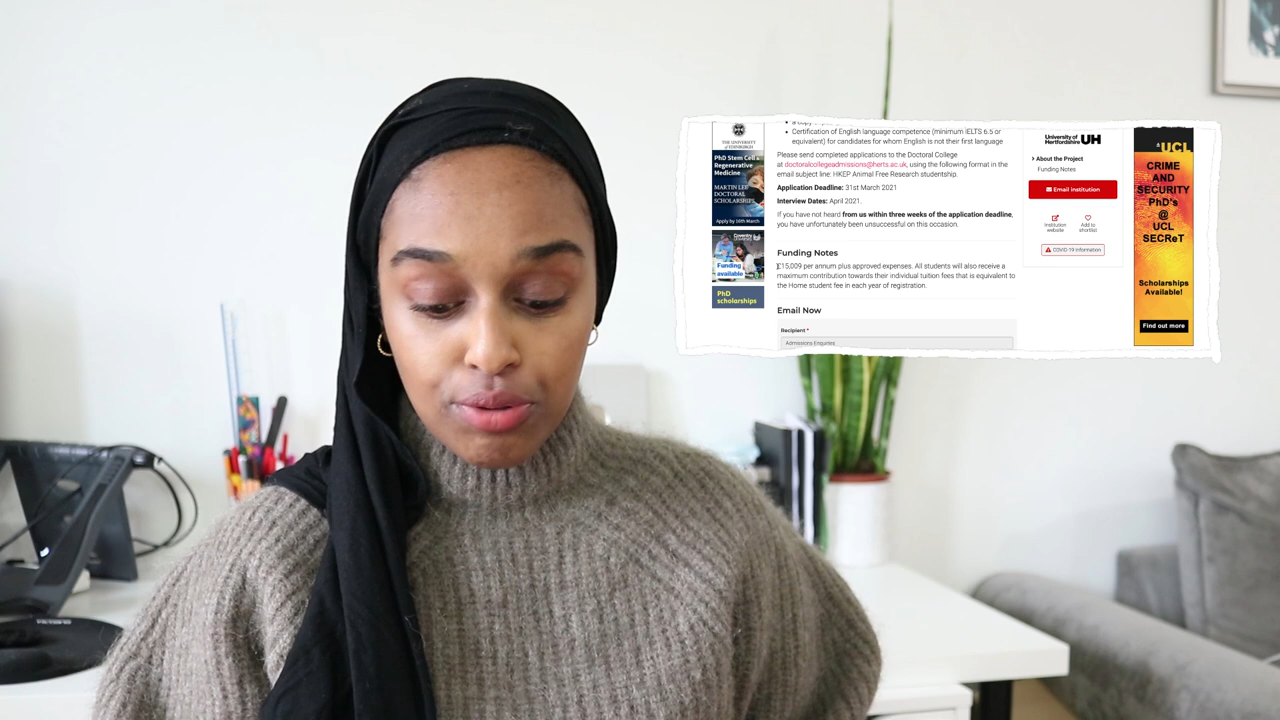 THE UNIVERSITY
of EDINBURGH
PhD Stem Cell &
Regenerative
Medicine
MARTIN LEE
DOCTORAL
SCHOLARSHIPS
Apply by 16th March
Coventry
University
Funding
available
PhD
scholarships
Certification of English language competence (minimum IELTS 6.5 or
equivalent) for candidates for whom English is not their first language
Please send completed applications to the Doctoral College
at doctoralcollegeadmissions@herts.ac.uk, using the following format in the
email subject line: HKEP Animal Free Research studentship.
Application Deadline: 31st March 2021
Interview Dates: April 2021.
If you have not heard from us within three weeks of the application deadline,
you have unfortunately been unsuccessful on this occasion.
Funding Notes
£15,009 per annum plus approved expenses. All students will also receive a
maximum contribution towards their individual tuition fees that is equivalent to
the Home student fee in each year of registration.
Email Now
Recipient *
Admissions Enquiries
University of
Hertfordshire UH
About the Project
Funding Notes
Email institution
Institution
website
Add to
shortlist
COVID-19 Information
UCL
CRIME
AND
SECURITY
PhD's
@
UCL
SECReT
Scholarships
Available!
Find out more